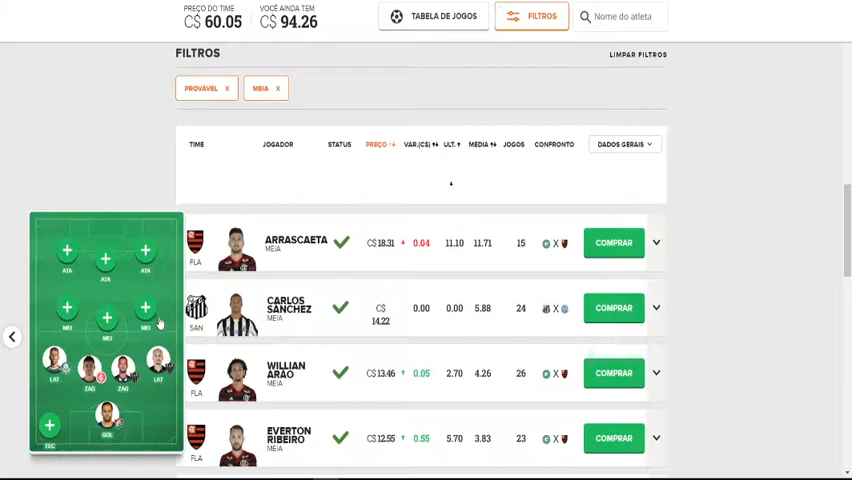 PREÇO DO TIME
C$ 60.05
VOCÊ AINDA TEM
C$ 94.26
TABELA DE JOGOS
FILTROS
Nome do atleta
FILTROS
LIMPAR FILTROS
PROVÁVEL X
MEIA X
TIME JOGADOR STATUS PREÇO VAR.(C$) ULT. MÉDIA JOGOS CONFRONTO DADOS GERAIS
FLA ARRASCAETA MEIA C$ 18.31 0.04 11.10 11.71 15 X COMPRAR
SAN CARLOS SÁNCHEZ MEIA C$ 14.22 0.00 0.00 5.88 24 X COMPRAR
FLA WILLIAN ARÃO MEIA C$ 13.46 0.05 2.70 4.26 26 X COMPRAR
FLA EVERTON RIBEIRO MEIA C$ 12.55 0.55 5.70 3.83 23 X COMPRAR
ATA ATA ATA
MEI MEI MEI
LAT ZAG ZAG LAT
GOL
TEC